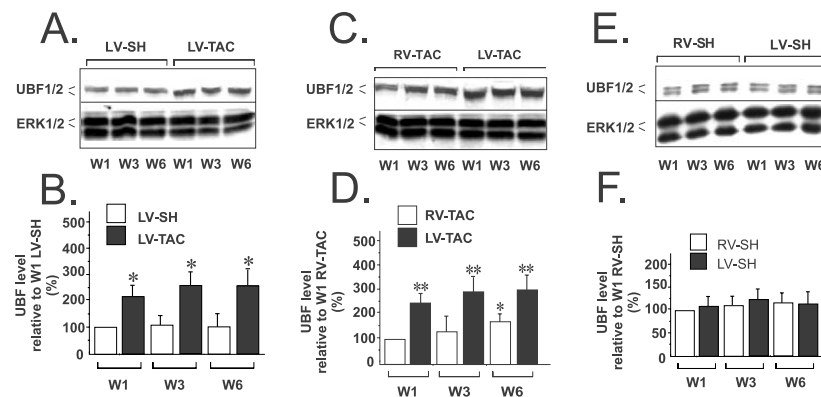 A.
LV-SH LV-TAC
UBF1/2 <
ERK1/2 <
W1 W3 W6 W1 W3 W6
B.
LV-SH
LV-TAC
UBF level
relative to W1 LV-SH
(%)
500
400
300
200
100
0
* * *
W1 W3 W6
C.
RV-TAC LV-TAC
UBF1/2 <
ERK1/2 <
W1 W3 W6 W1 W3 W6
D.
RV-TAC
LV-TAC
UBF level
relative to W1 RV-TAC
(%)
500
400
300
200
100
0
** ** * **
W1 W3 W6
E.
RV-SH LV-SH
UBF1/2 <
ERK1/2 <
W1 W3 W6 W1 W3 W6
F.
RV-SH
LV-SH
UBF level
relative to W1 RV-SH
(%)
200
150
100
50
0
W1 W3 W6